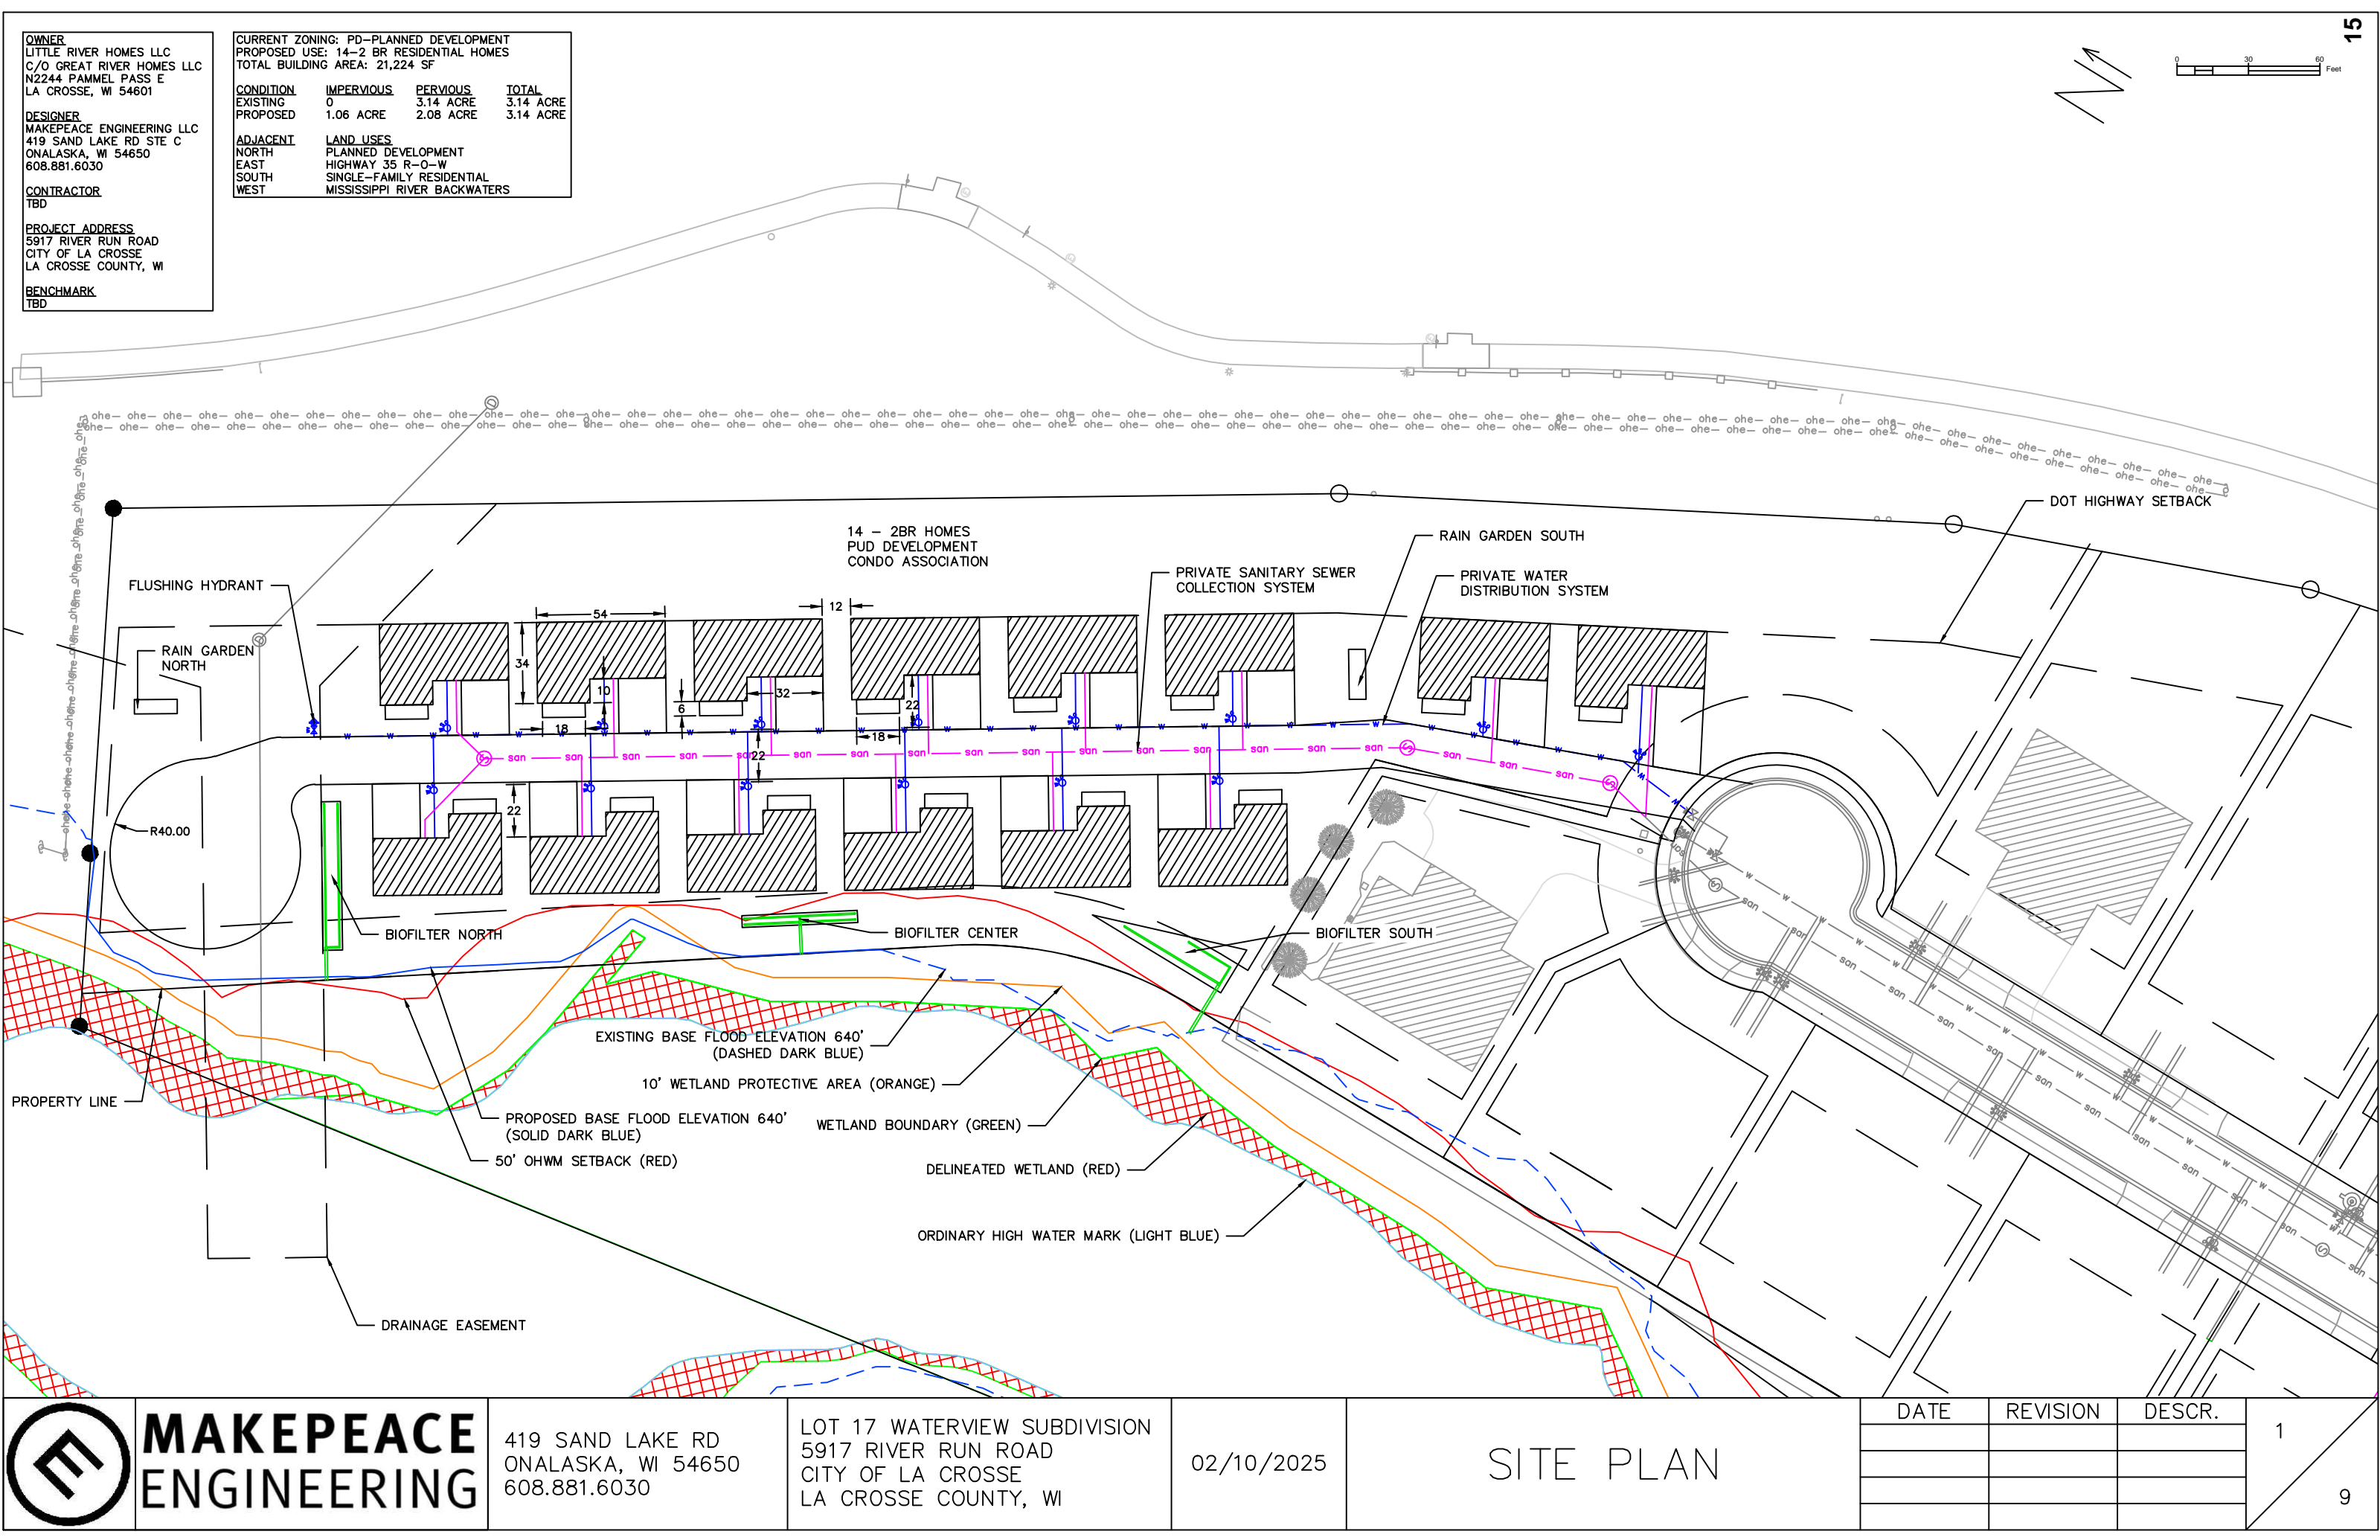 15
OWNER
LITTLE RIVER HOMES LLC
C/O GREAT RIVER HOMES LLC
N2244 PAMMEL PASS E
LA CROSSE, WI 54601
DESIGNER
MAKEPEACE ENGINEERING LLC
419 SAND LAKE RD STE C
ONALASKA, WI 54650
608.881.6030
CONTRACTOR
TBD
PROJECT ADDRESS
5917 RIVER RUN ROAD
CITY OF LA CROSSE
LA CROSSE COUNTY, WI
BENCHMARK
TBD
CURRENT ZONING: PD-PLANNED DEVELOPMENT
PROPOSED USE: 14-2 BR RESIDENTIAL HOMES
TOTAL BUILDING AREA: 21,224 SF
CONDITION IMPERVIOUS PERVIOUS TOTAL
EXISTING 0 3.14 ACRE 3.14 ACRE
PROPOSED 1.06 ACRE 2.08 ACRE 3.14 ACRE
ADJACENT LAND USES
NORTH PLANNED DEVELOPMENT
EAST HIGHWAY 35 R-O-W
SOUTH SINGLE-FAMILY RESIDENTIAL
WEST MISSISSIPPI RIVER BACKWATERS
0 30 60
Feet
DOT HIGHWAY SETBACK
14 - 2BR HOMES
PUD DEVELOPMENT
CONDO ASSOCIATION
RAIN GARDEN SOUTH
PRIVATE SANITARY SEWER
COLLECTION SYSTEM
PRIVATE WATER
DISTRIBUTION SYSTEM
FLUSHING HYDRANT
RAIN GARDEN
NORTH
54
12
34
10
32
6
18
22
18
22
22
R40.00
BIOFILTER NORTH
BIOFILTER CENTER
BIOFILTER SOUTH
EXISTING BASE FLOOD ELEVATION 640'
(DASHED DARK BLUE)
10' WETLAND PROTECTIVE AREA (ORANGE)
PROPERTY LINE
PROPOSED BASE FLOOD ELEVATION 640'
(SOLID DARK BLUE)
WETLAND BOUNDARY (GREEN)
50' OHWM SETBACK (RED)
DELINEATED WETLAND (RED)
ORDINARY HIGH WATER MARK (LIGHT BLUE)
DRAINAGE EASEMENT
MAKEPEACE
ENGINEERING
419 SAND LAKE RD
ONALASKA, WI 54650
608.881.6030
LOT 17 WATERVIEW SUBDIVISION
5917 RIVER RUN ROAD
CITY OF LA CROSSE
LA CROSSE COUNTY, WI
02/10/2025
SITE PLAN
DATE REVISION DESCR.
1
9